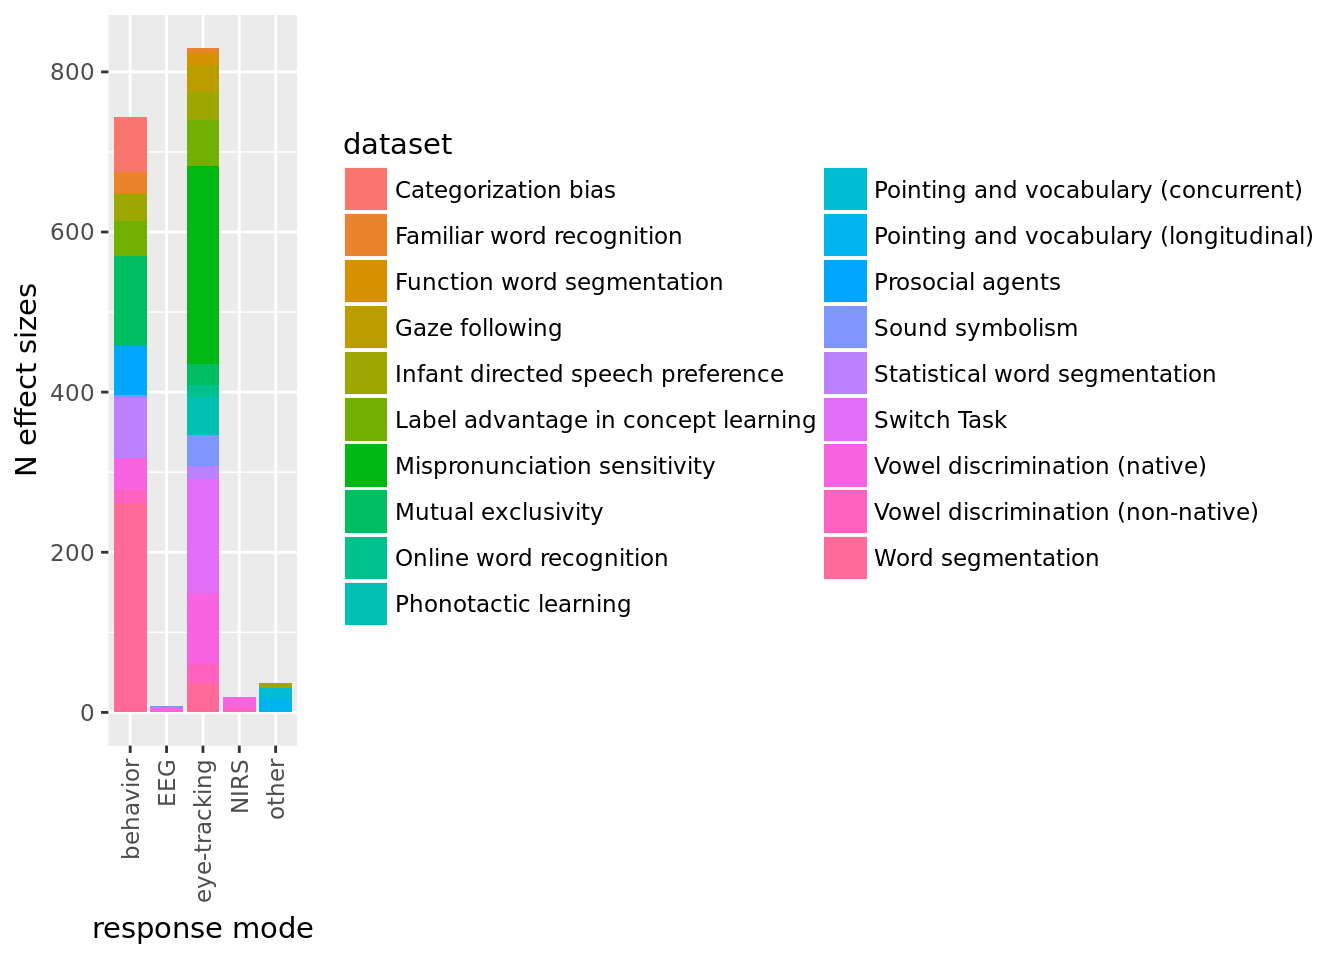 800
600
400
200
0
N effect sizes
behavior
EEG
eye-tracking
NIRS
other
response mode
dataset
Categorization bias
Familiar word recognition
Function word segmentation
Gaze following
Infant directed speech preference
Label advantage in concept learning
Mispronunciation sensitivity
Mutual exclusivity
Online word recognition
Phonotactic learning
Pointing and vocabulary (concurrent)
Pointing and vocabulary (longitudinal)
Prosocial agents
Sound symbolism
Statistical word segmentation
Switch Task
Vowel discrimination (native)
Vowel discrimination (non-native)
Word segmentation